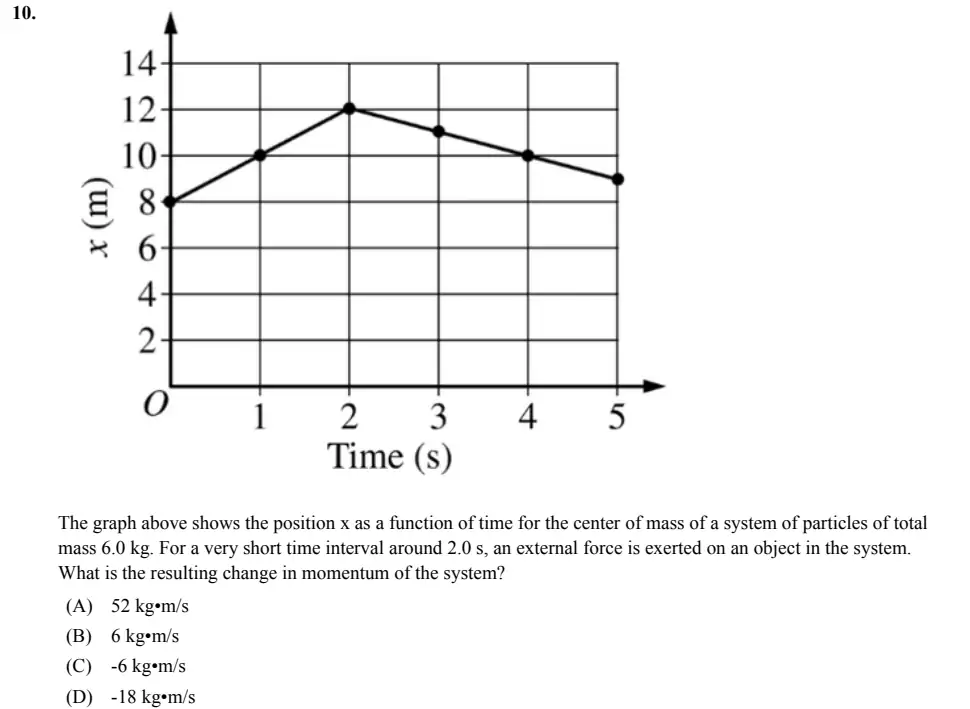 10.
14
12
10
x (m)
8
6
4
2
O
1 2 3 4 5
Time (s)
The graph above shows the position x as a function of time for the center of mass of a system of particles of total
mass 6.0 kg. For a very short time interval around 2.0 s, an external force is exerted on an object in the system.
What is the resulting change in momentum of the system?
(A) 52 kg•m/s
(B) 6 kg•m/s
(C) -6 kg•m/s
(D) -18 kg•m/s